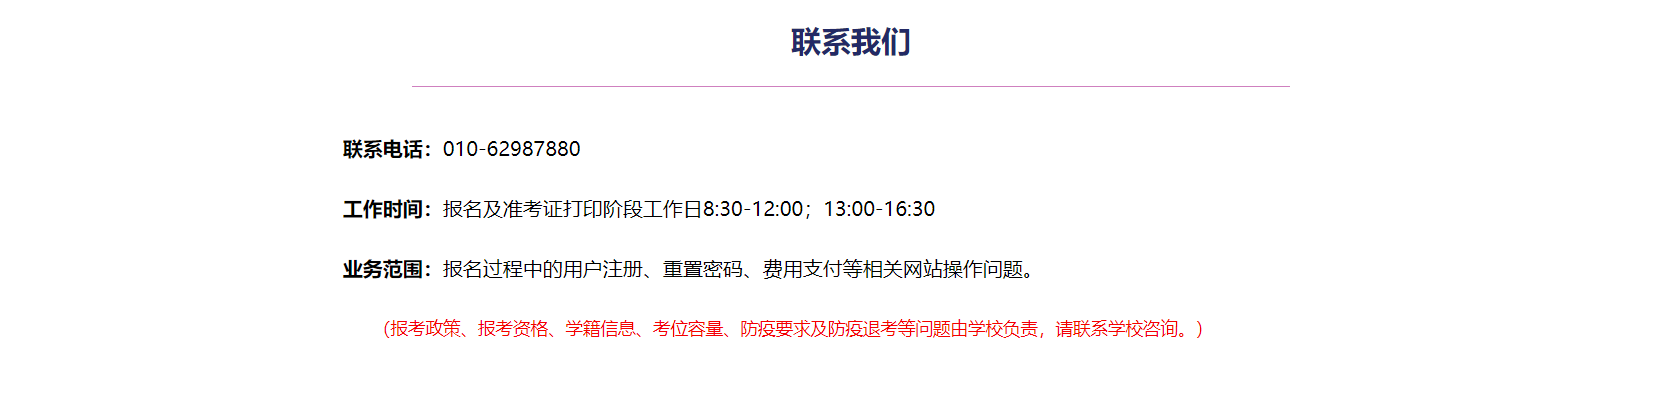 联系我们
联系电话：010-62987880
工作时间：报名及准考证打印阶段工作日8:30-12:00；13:00-16:30
业务范围：报名过程中的用户注册、重置密码、费用支付等相关网站操作问题。
（报考政策、报考资格、学籍信息、考位容量、防疫要求及防疫退考等问题由学校负责，请联系学校咨询。）